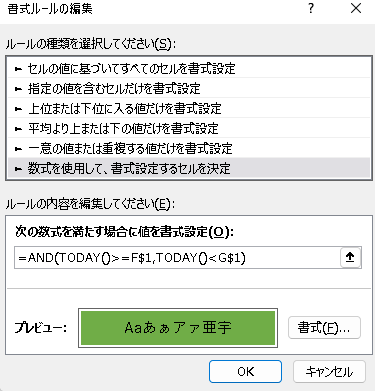 書式ルールの編集
ルールの種類を選択してください(S):
► セルの値に基づいてすべてのセルを書式設定
► 指定の値を含むセルだけを書式設定
► 上位または下位に入る値だけを書式設定
► 平均より上または下の値だけを書式設定
► 一意の値または重複する値だけを書式設定
► 数式を使用して、書式設定するセルを決定
ルールの内容を編集してください(E):
次の数式を満たす場合に値を書式設定(O):
=AND(TODAY()>=F$1,TODAY()<G$1)
プレビュー:
Aaあぁアァ亜宇
書式(F)...
OK
キャンセル